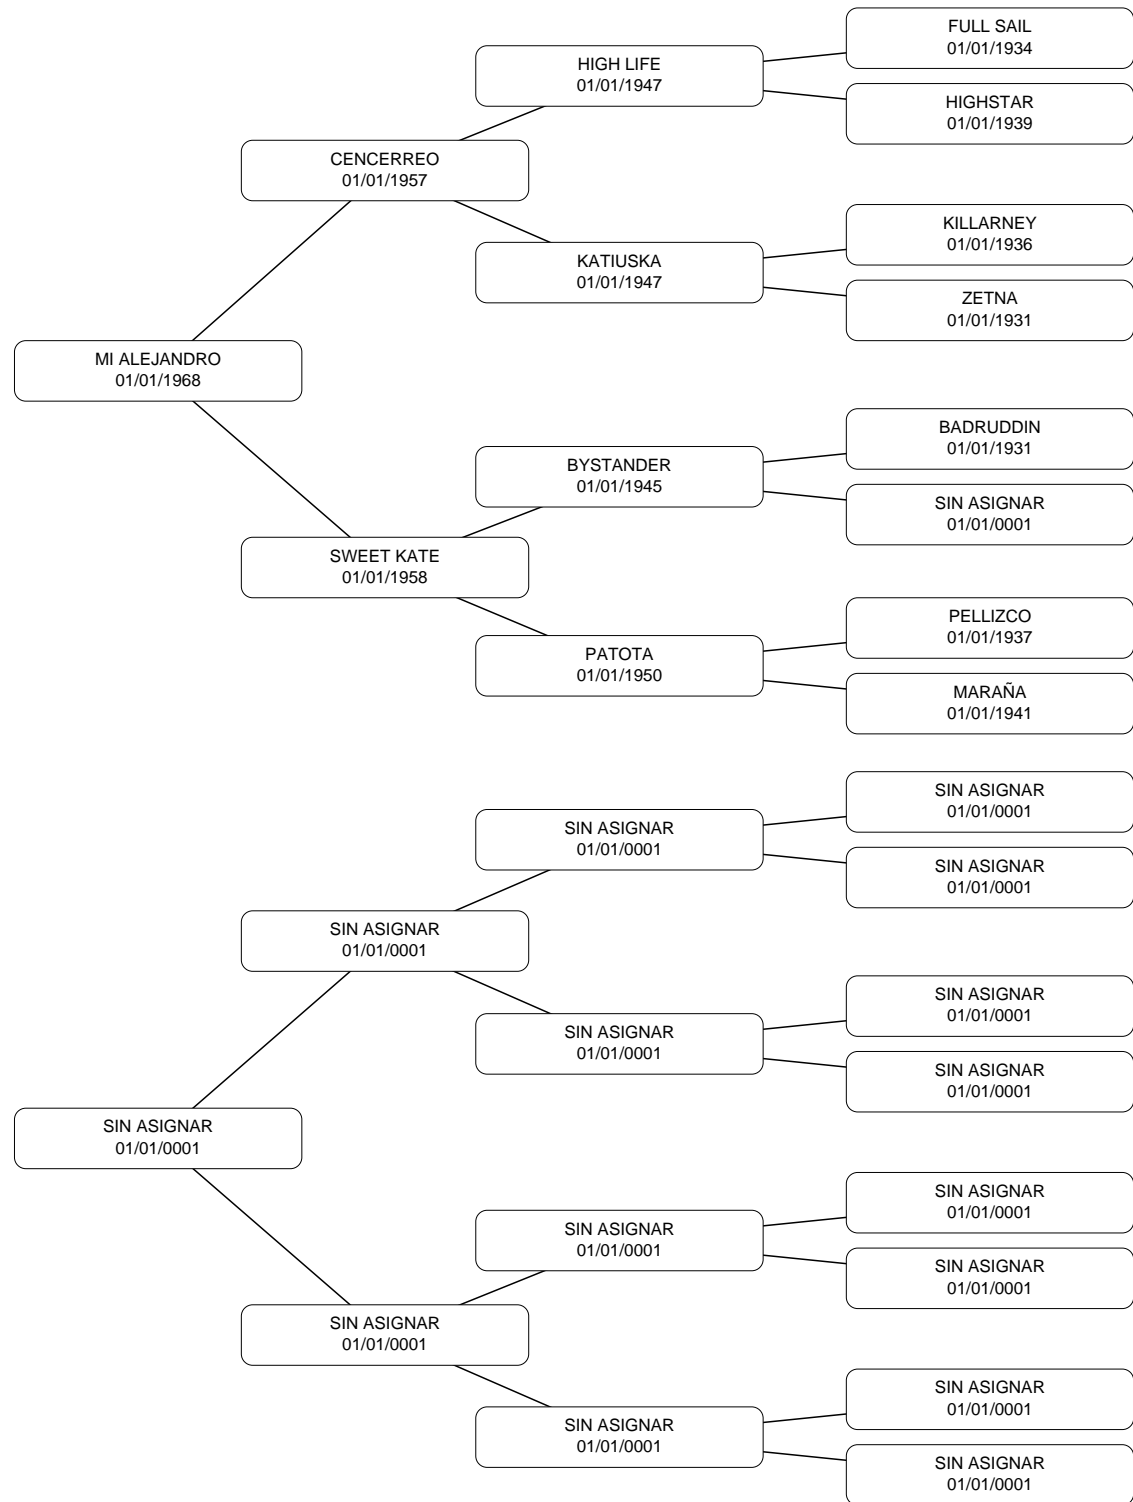 FULL SAIL
01/01/1934
HIGH LIFE
01/01/1947
HIGHSTAR
01/01/1939
CENCERREO
01/01/1957
KILLARNEY
01/01/1936
KATIUSKA
01/01/1947
ZETNA
01/01/1931
MI ALEJANDRO
01/01/1968
BADRUDDIN
01/01/1931
BYSTANDER
01/01/1945
SIN ASIGNAR
01/01/0001
SWEET KATE
01/01/1958
PELLIZCO
01/01/1937
PATOTA
01/01/1950
MARAÑA
01/01/1941
SIN ASIGNAR
01/01/0001
SIN ASIGNAR
01/01/0001
SIN ASIGNAR
01/01/0001
SIN ASIGNAR
01/01/0001
SIN ASIGNAR
01/01/0001
SIN ASIGNAR
01/01/0001
SIN ASIGNAR
01/01/0001
SIN ASIGNAR
01/01/0001
SIN ASIGNAR
01/01/0001
SIN ASIGNAR
01/01/0001
SIN ASIGNAR
01/01/0001
SIN ASIGNAR
01/01/0001
SIN ASIGNAR
01/01/0001
SIN ASIGNAR
01/01/0001
SIN ASIGNAR
01/01/0001